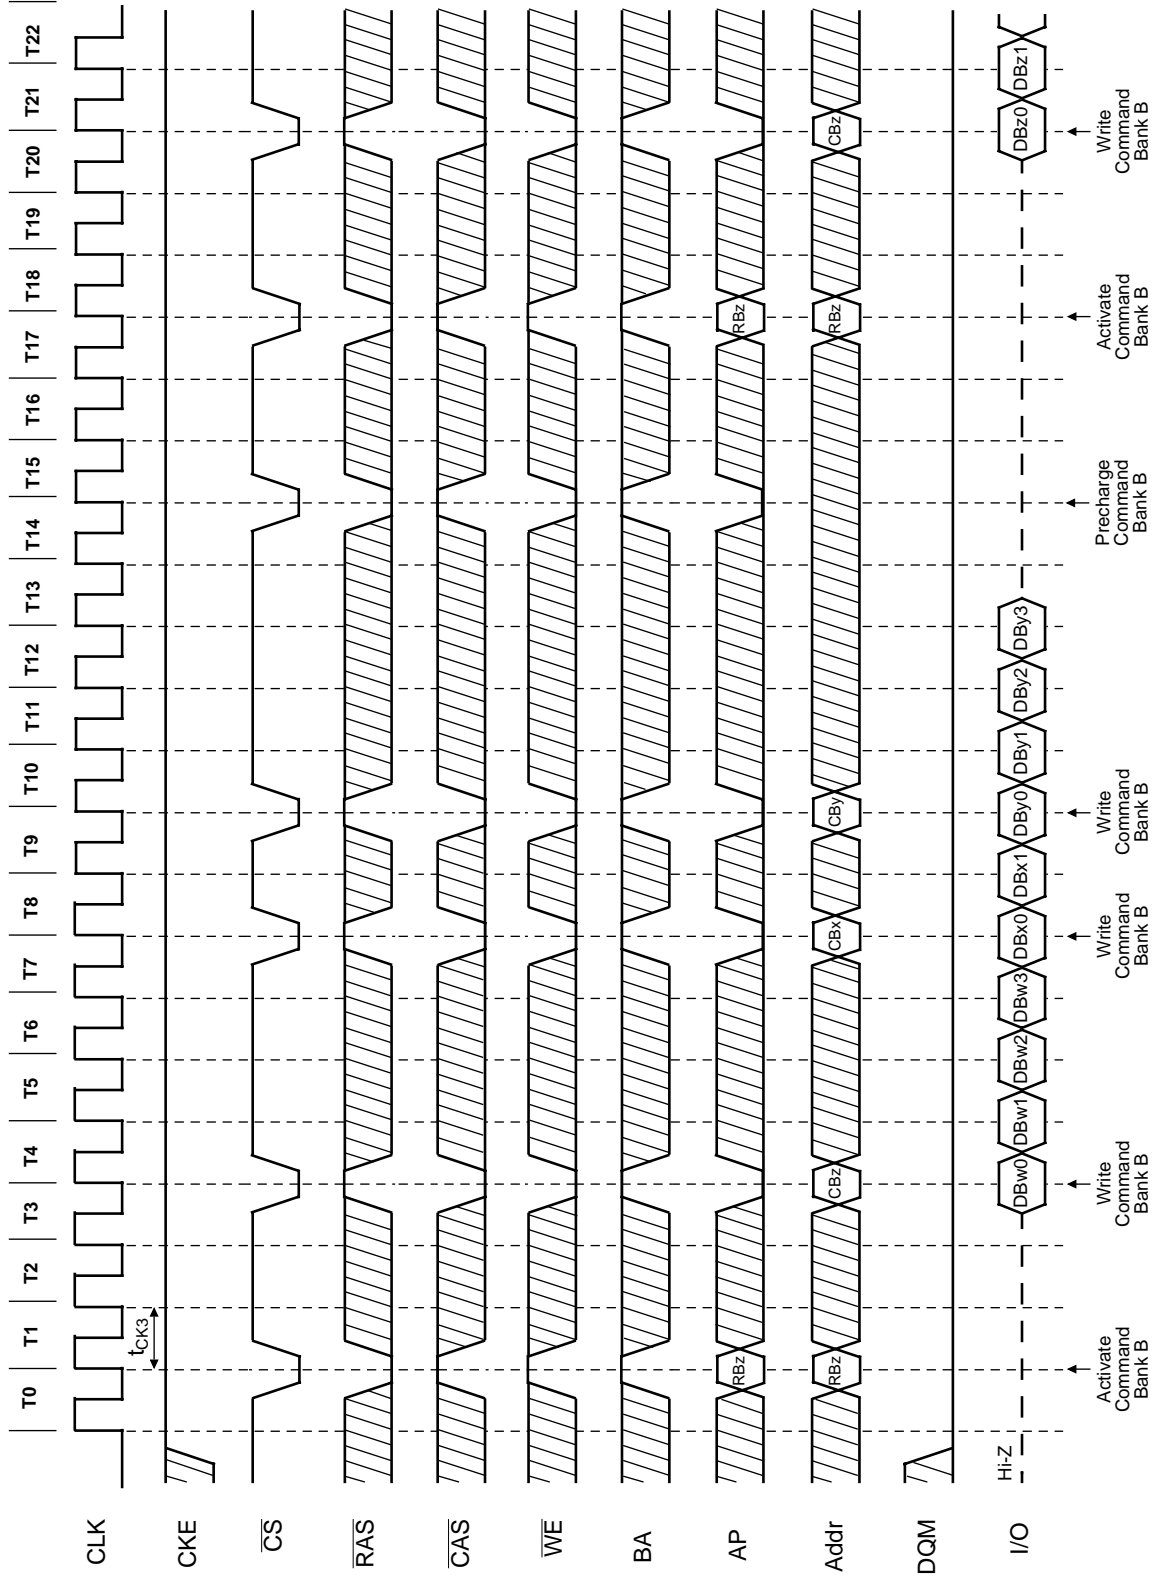 T0 T1 T2 T3 T4 T5 T6 T7 T8 T9 T10 T11 T12 T13 T14 T15 T16 T17 T18 T19 T20 T21 T22
CLK
tCK3
CKE
CS
RAS
CAS
WE
BA
AP
RBz RBz
Addr
RBz CBz CBx CBy RBz CBz
DQM
I/O
Hi-Z
DBw0 DBw1 DBw2 DBw3 DBx0 DBx1 DBy0 DBy1 DBy2 DBy3 DBz0 DBz1
Activate
Command
Bank B
Write
Command
Bank B
Write
Command
Bank B
Write
Command
Bank B
Precharge
Command
Bank B
Activate
Command
Bank B
Write
Command
Bank B